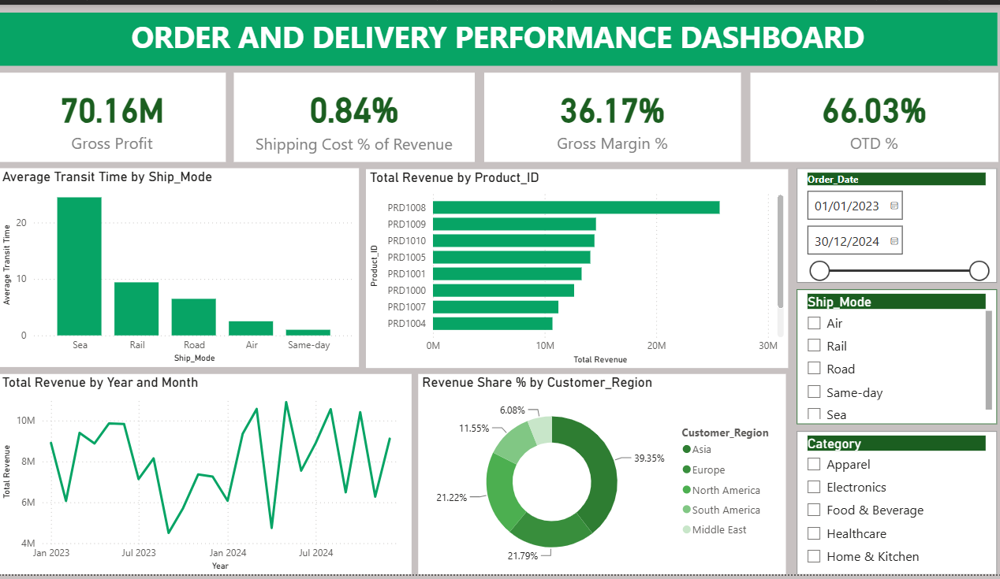 ORDER AND DELIVERY PERFORMANCE DASHBOARD
70.16M
Gross Profit
0.84%
Shipping Cost % of Revenue
36.17%
Gross Margin %
66.03%
OTD %
Average Transit Time by Ship_Mode
Average Transit Time
20
10
0
Sea
Rail
Road
Air
Same-day
Ship_Mode
Total Revenue by Product_ID
Product_ID
PRD1008
PRD1009
PRD1010
PRD1005
PRD1001
PRD1000
PRD1007
PRD1004
0M
10M
20M
30M
Total Revenue
Order_Date
01/01/2023
30/12/2024
Ship_Mode
Air
Rail
Road
Same-day
Sea
Total Revenue by Year and Month
Total Revenue
10M
8M
6M
4M
Jan 2023
Jul 2023
Jan 2024
Jul 2024
Year
Revenue Share % by Customer_Region
6.08%
11.55%
39.35%
21.22%
21.79%
Customer_Region
Asia
Europe
North America
South America
Middle East
Category
Apparel
Electronics
Food & Beverage
Healthcare
Home & Kitchen